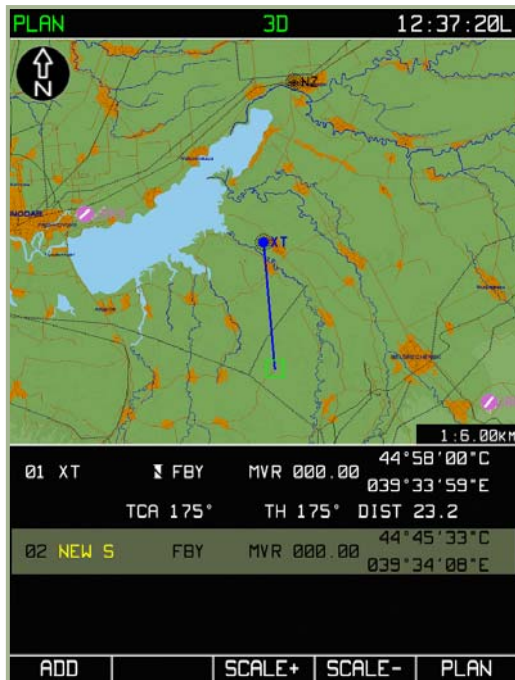 PLAN 3D 12:37:20L
N
NZ
NODAR
XT
1:6.00км
01 XT FBY MVR 000.00 44°58'00"С
039°33'59"Е
TCA 175° TH 175° DIST 23.2
02 NEW S FBY MVR 000.00 44°45'33"С
039°34'08"Е
ADD SCALE+ SCALE- PLAN